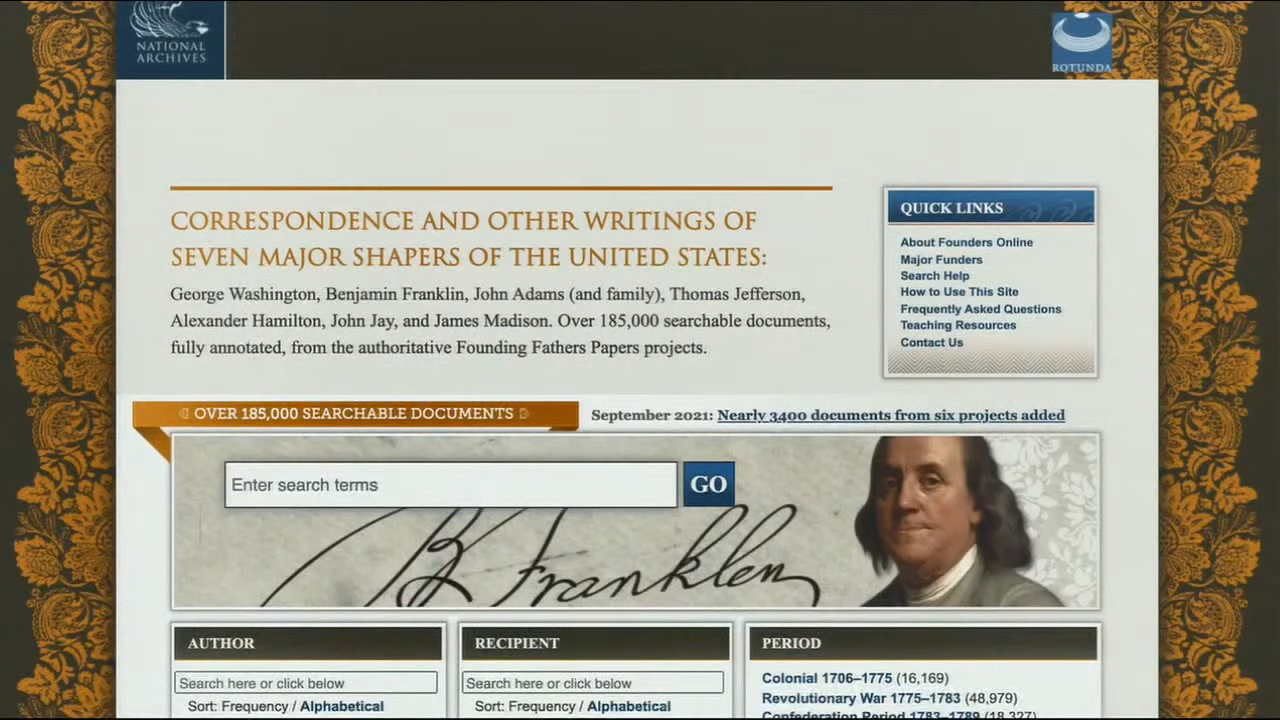 NATIONAL
ARCHIVES
ROTUNDA
CORRESPONDENCE AND OTHER WRITINGS OF
SEVEN MAJOR SHAPERS OF THE UNITED STATES:
George Washington, Benjamin Franklin, John Adams (and family), Thomas Jefferson,
Alexander Hamilton, John Jay, and James Madison. Over 185,000 searchable documents,
fully annotated, from the authoritative Founding Fathers Papers projects.
QUICK LINKS
About Founders Online
Major Funders
Search Help
How to Use This Site
Frequently Asked Questions
Teaching Resources
Contact Us
OVER 185,000 SEARCHABLE DOCUMENTS
September 2021: Nearly 3400 documents from six projects added
Enter search terms
GO
B Franklin
AUTHOR
Search here or click below
Sort: Frequency / Alphabetical
RECIPIENT
Search here or click below
Sort: Frequency / Alphabetical
PERIOD
Colonial 1706–1775 (16,169)
Revolutionary War 1775–1783 (48,979)
Confederation Period 1783–1789 (18,327)